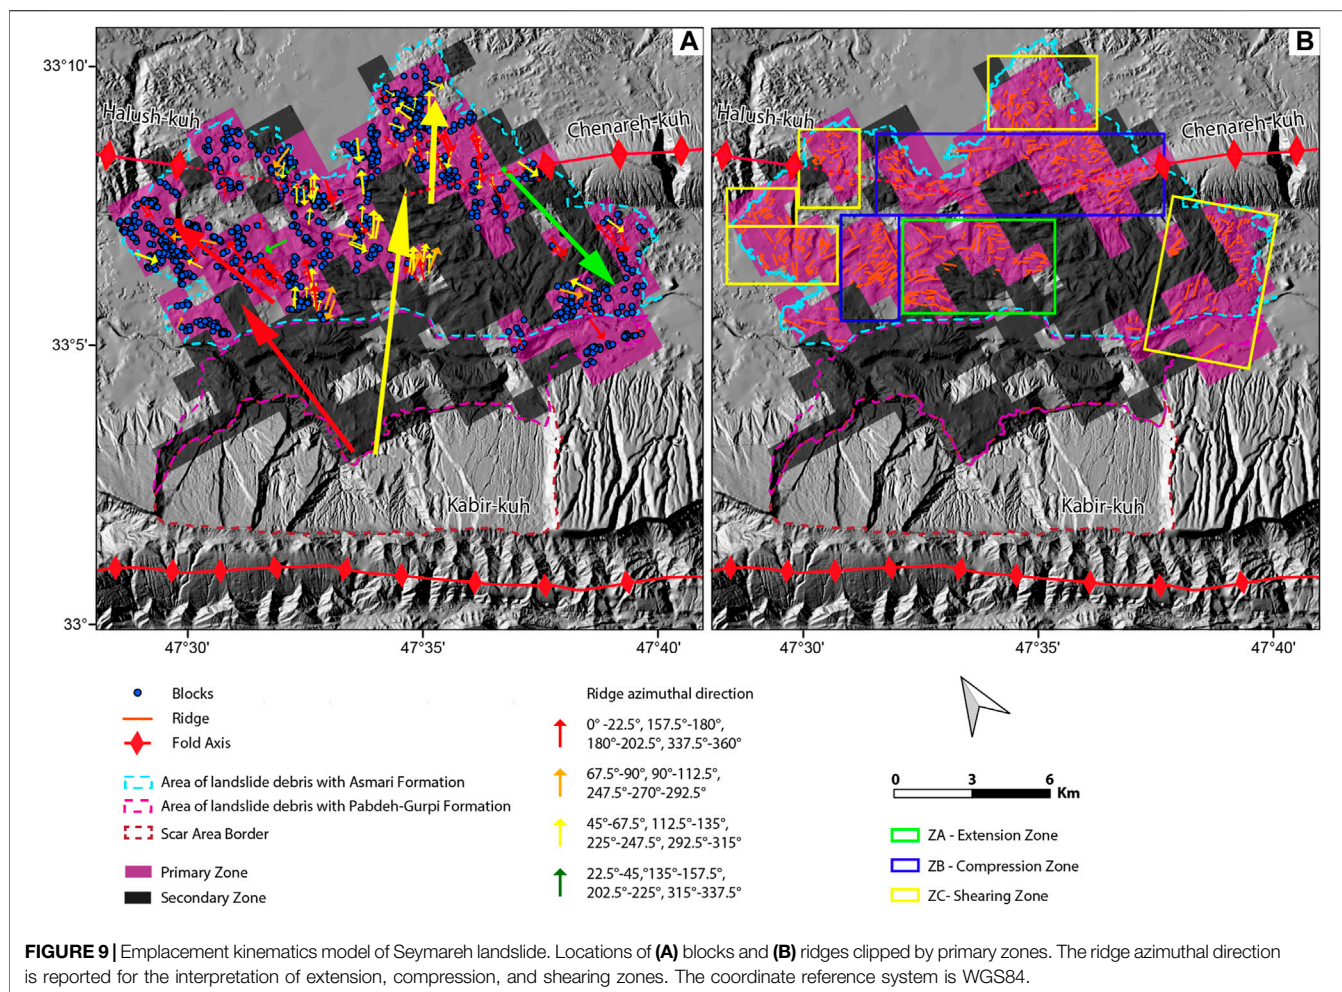 A
B
33°10'
33°5'
33°
Halush-kuh
Chenareh-kuh
Kabir-kuh
Halush-kuh
Chenareh-kuh
Kabir-kuh
47°30'
47°35'
47°40'
47°30'
47°35'
47°40'
Blocks
Ridge
Fold Axis
Area of landslide debris with Asmari Formation
Area of landslide debris with Pabdeh-Gurpi Formation
Scar Area Border
Primary Zone
Secondary Zone
Ridge azimuthal direction
0° -22.5°, 157.5°-180°,
180°-202.5°, 337.5°-360°
67.5°-90°, 90°-112.5°,
247.5°-270°-292.5°
45°-67.5°, 112.5°-135°,
225°-247.5°, 292.5°-315°
22.5°-45,°135°-157.5°,
202.5°-225°, 315°-337.5°
0 3 6
Km
ZA - Extension Zone
ZB - Compression Zone
ZC- Shearing Zone
FIGURE 9 | Emplacement kinematics model of Seymareh landslide. Locations of (A) blocks and (B) ridges clipped by primary zones. The ridge azimuthal direction
is reported for the interpretation of extension, compression, and shearing zones. The coordinate reference system is WGS84.